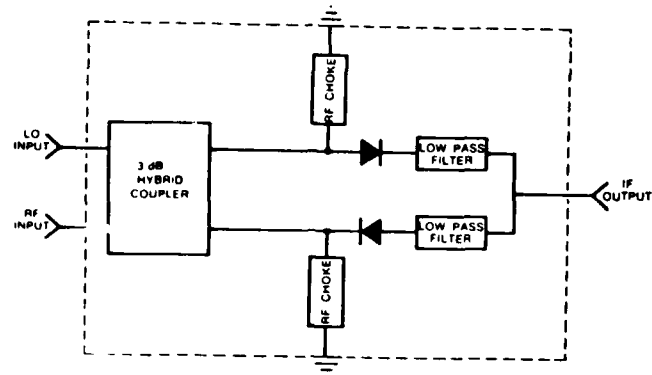 RF CHOKE
LO
INPUT
3 dB
HYBRID
COUPLER
LOW PASS
FILTER
RF
INPUT
IF
OUTPUT
LOW PASS
FILTER
RF CHOKE